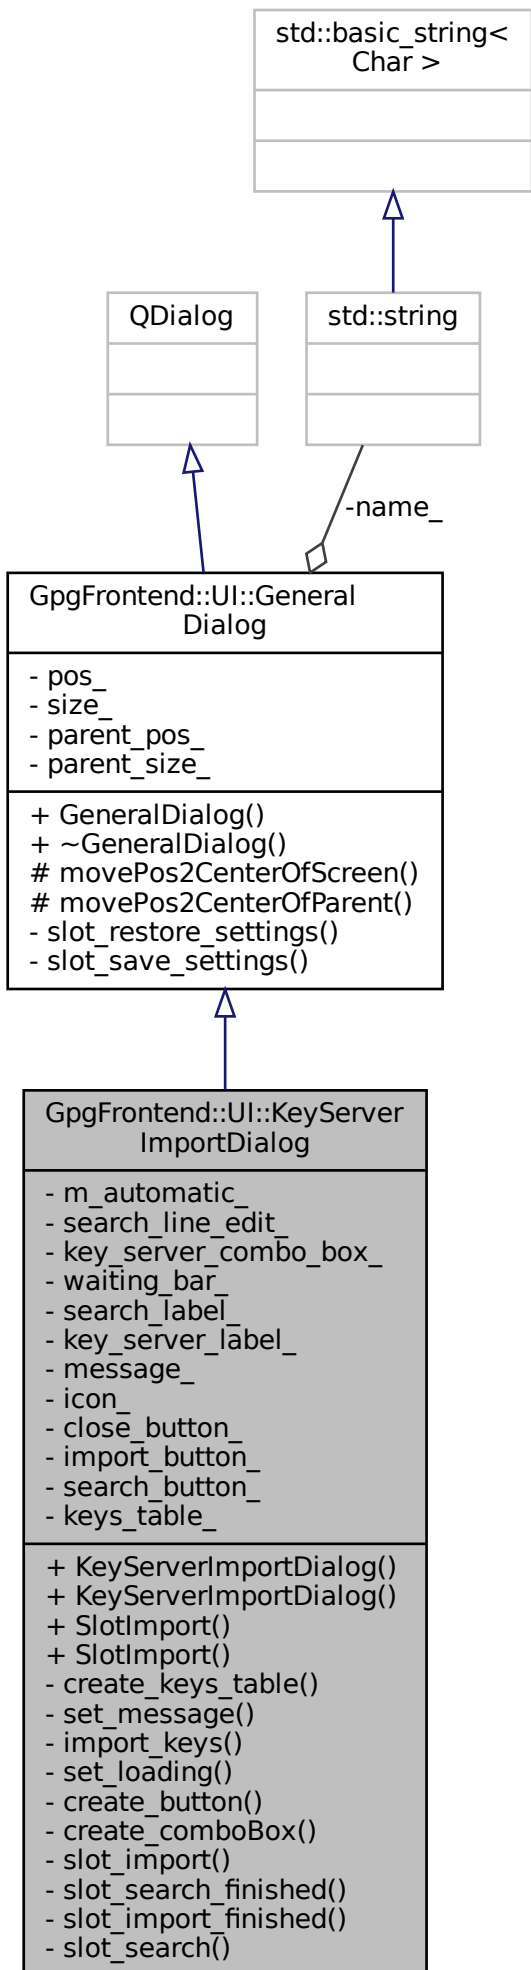 std::basic_string<
Char >
QDialog
std::string
-name_
GpgFrontend::UI::General
Dialog
- pos_
- size_
- parent_pos_
- parent_size_
+ GeneralDialog()
+ ~GeneralDialog()
# movePos2CenterOfScreen()
# movePos2CenterOfParent()
- slot_restore_settings()
- slot_save_settings()
GpgFrontend::UI::KeyServer
ImportDialog
- m_automatic_
- search_line_edit_
- key_server_combo_box_
- waiting_bar_
- search_label_
- key_server_label_
- message_
- icon_
- close_button_
- import_button_
- search_button_
- keys_table_
+ KeyServerImportDialog()
+ KeyServerImportDialog()
+ SlotImport()
+ SlotImport()
- create_keys_table()
- set_message()
- import_keys()
- set_loading()
- create_button()
- create_comboBox()
- slot_import()
- slot_search_finished()
- slot_import_finished()
- slot_search()